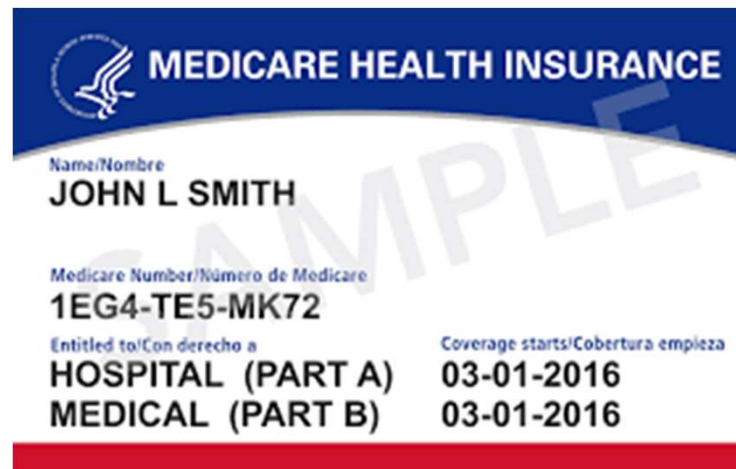 MEDICARE HEALTH INSURANCE
Name/Nombre
JOHN L SMITH
Medicare Number/Número de Medicare
1EG4-TE5-MK72
Entitled to/Con derecho a Coverage starts/Cobertura empieza
HOSPITAL (PART A) 03-01-2016
MEDICAL (PART B) 03-01-2016
SAMPLE